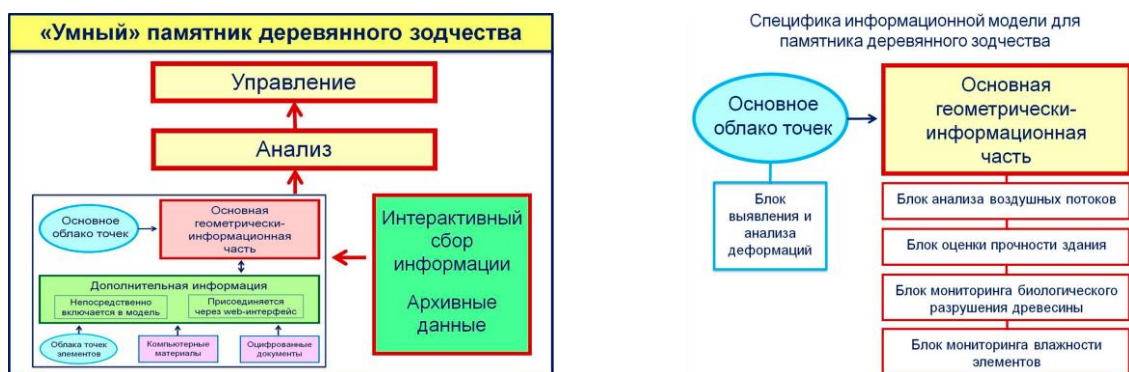 «Умный» памятник деревянного зодчества
Управление
Анализ
Основное
облако точек
Основная
геометрически-
информационная
часть
Дополнительная информация
Непосредственно
включается в модель
Присоединяется
через web-интерфейс
Облака точек
элементов
Компьютерные
материалы
Оцифрованные
документы
Интерактивный
сбор
информации
Архивные
данные
Специфика информационной модели для
памятника деревянного зодчества
Основное
облако точек
Основная
геометрически-
информационная
часть
Блок
выявления и
анализа
деформаций
Блок анализа воздушных потоков
Блок оценки прочности здания
Блок мониторинга биологического
разрушения древесины
Блок мониторинга влажности
элементов